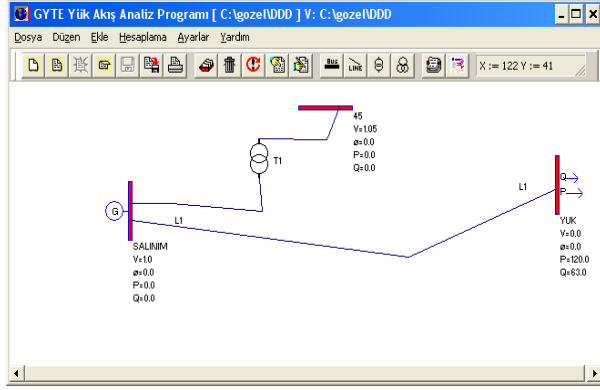 GYTE Yük Akış Analiz Programı [ C:\gozel\DDD ] V: C:\gozel\DDD
Dosya Düzen Ekle Hesaplama Ayarlar Yardım
BUS LINE X := 122 Y := 41
45
V=1.05
ø=0.0
P=0.0
Q=0.0
T1
G
L1
SALINIM
V=1.0
ø=0.0
P=0.0
Q=0.0
L1
Q
P
YUK
V=0.0
ø=0.0
P=120.0
Q=63.0